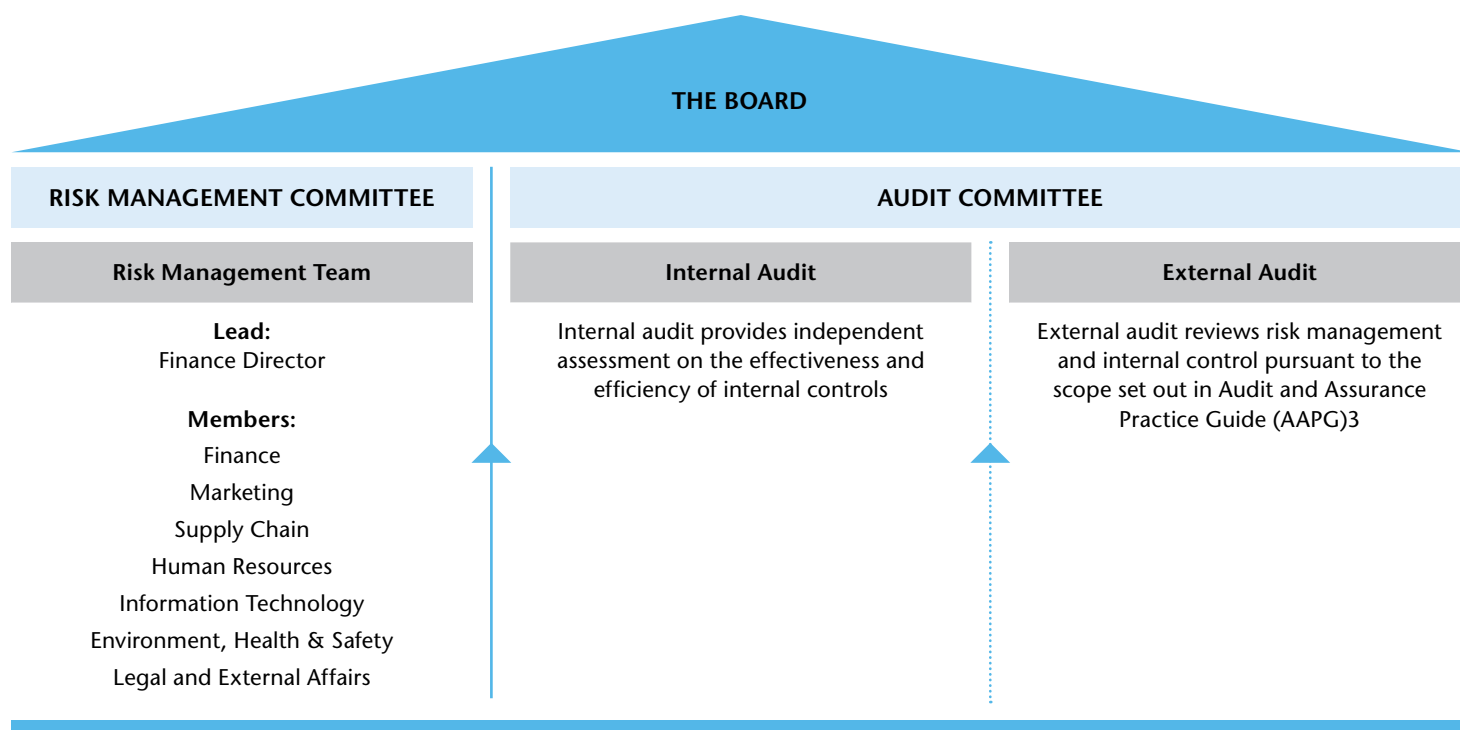 THE BOARD
RISK MANAGEMENT COMMITTEE
AUDIT COMMITTEE
Risk Management Team
Lead:
Finance Director
Members:
Finance
Marketing
Supply Chain
Human Resources
Information Technology
Environment, Health & Safety
Legal and External Affairs
Internal Audit
Internal audit provides independent
assessment on the effectiveness and
efficiency of internal controls
External Audit
External audit reviews risk management
and internal control pursuant to the
scope set out in Audit and Assurance
Practice Guide (AAPG)3